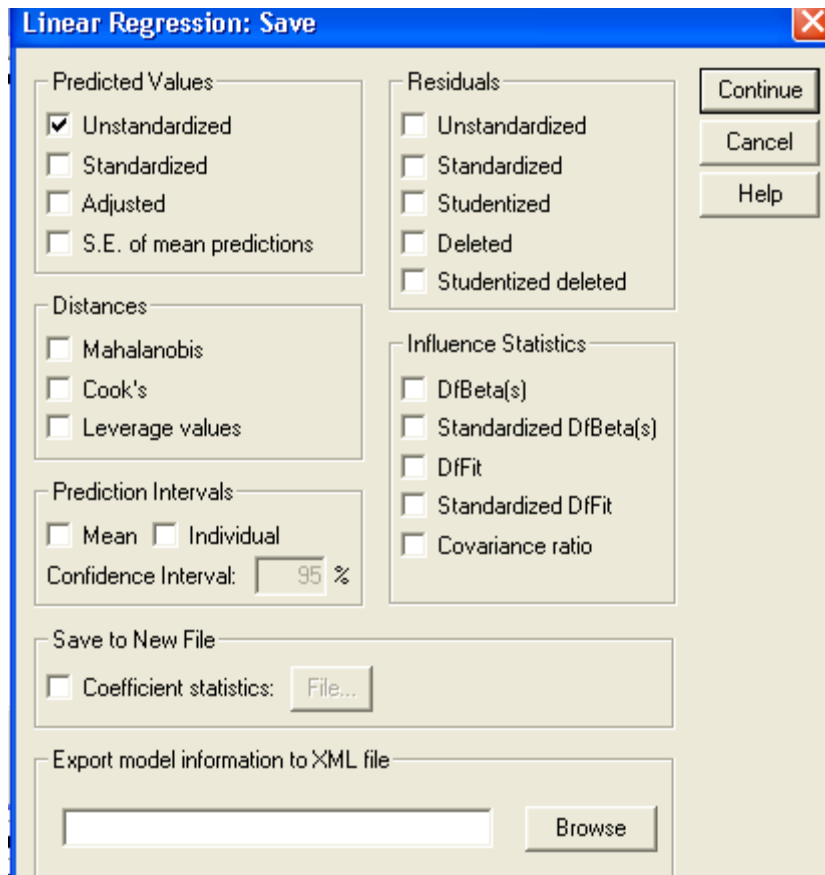 Linear Regression: Save
Predicted Values
Unstandardized
Standardized
Adjusted
S.E. of mean predictions
Distances
Mahalanobis
Cook's
Leverage values
Prediction Intervals
Mean Individual
Confidence Interval: 95 %
Residuals
Unstandardized
Standardized
Studentized
Deleted
Studentized deleted
Influence Statistics
DfBeta(s)
Standardized DfBeta(s)
DfFit
Standardized DfFit
Covariance ratio
Continue
Cancel
Help
Save to New File
Coefficient statistics: File...
Export model information to XML file
Browse